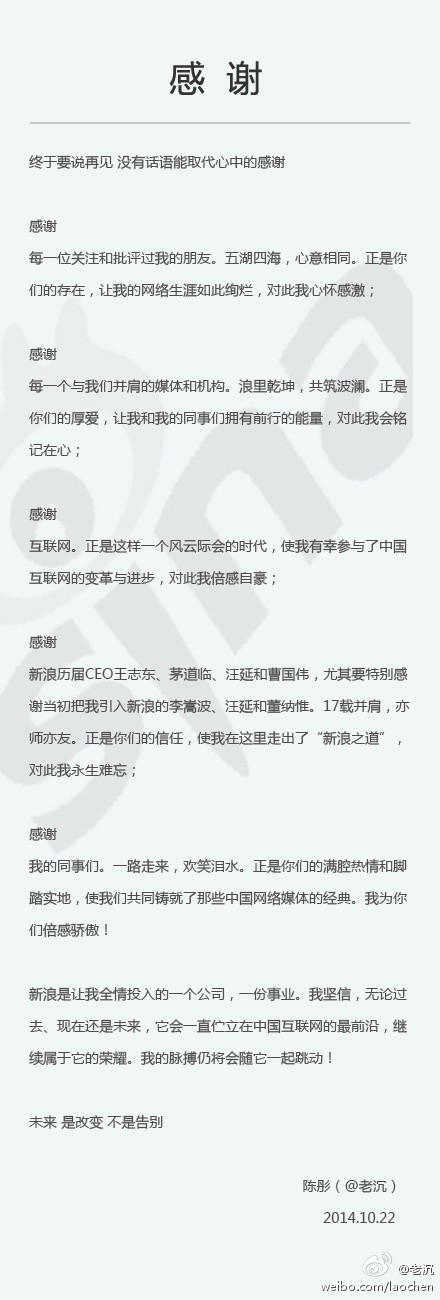 感 谢
终于要说再见 没有话语能取代心中的感谢
感谢
每一位关注和批评过我的朋友。五湖四海，心意相同。正是你
们的存在，让我的网络生涯如此绚烂，对此我心怀感激；
感谢
每一个与我们并肩的媒体和机构。浪里乾坤，共筑波澜。正是
你们的厚爱，让我和我的同事们拥有前行的能量，对此我会铭
记在心；
感谢
互联网。正是这样一个风云际会的时代，使我有幸参与了中国
互联网的变革与进步，对此我倍感自豪；
感谢
新浪历届CEO王志东、茅道临、汪延和曹国伟，尤其要特别感
谢当初把我引入新浪的李嵩波、汪延和董纳惟。17载并肩，亦
师亦友。正是你们的信任，使我在这里走出了“新浪之道”，
对此我永生难忘；
感谢
我的同事们。一路走来，欢笑泪水。正是你们的满腔热情和脚
踏实地，使我们共同铸就了那些中国网络媒体的经典。我为你
们倍感骄傲！
新浪是让我全情投入的一个公司，一份事业。我坚信，无论过
去、现在还是未来，它会一直伫立在中国互联网的最前沿，继
续属于它的荣耀。我的脉搏仍将会随它一起跳动！
未来 是改变 不是告别
陈彤（@老沉）
2014.10.22
sina
@老沉
weibo.com/laochen